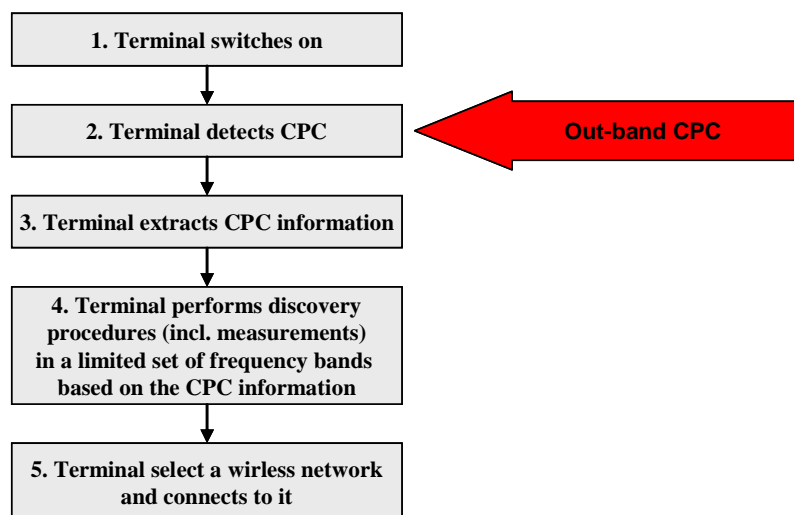 1. Terminal switches on
2. Terminal detects CPC
Out-band CPC
3. Terminal extracts CPC information
4. Terminal performs discovery
procedures (incl. measurements)
in a limited set of frequency bands
based on the CPC information
5. Terminal select a wirless network
and connects to it